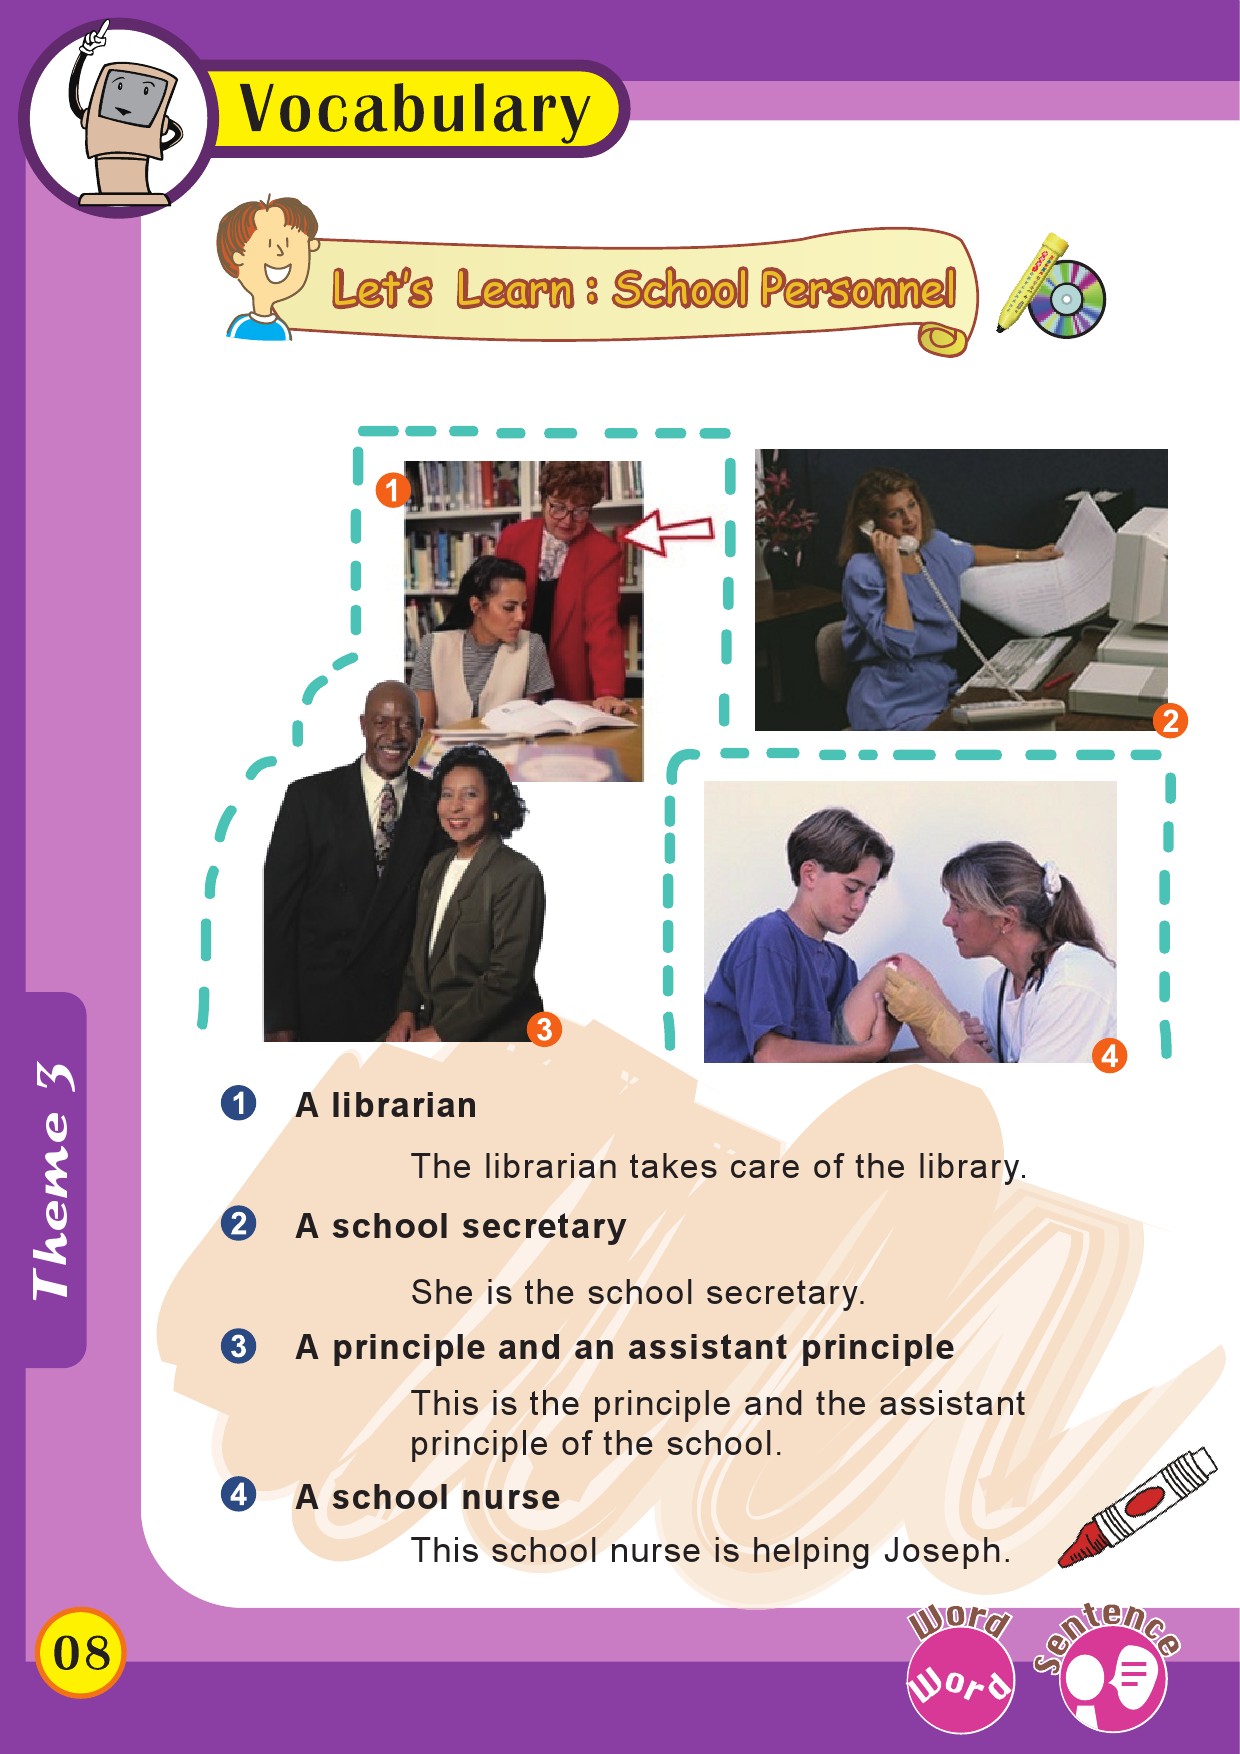 Vocabulary
Let's Learn : School Personnel
1
2
3
4
1 A librarian
The librarian takes care of the library.
2 A school secretary
She is the school secretary.
3 A principle and an assistant principle
This is the principle and the assistant
principle of the school.
4 A school nurse
This school nurse is helping Joseph.
Theme 3
08
Word
Word
Sentence